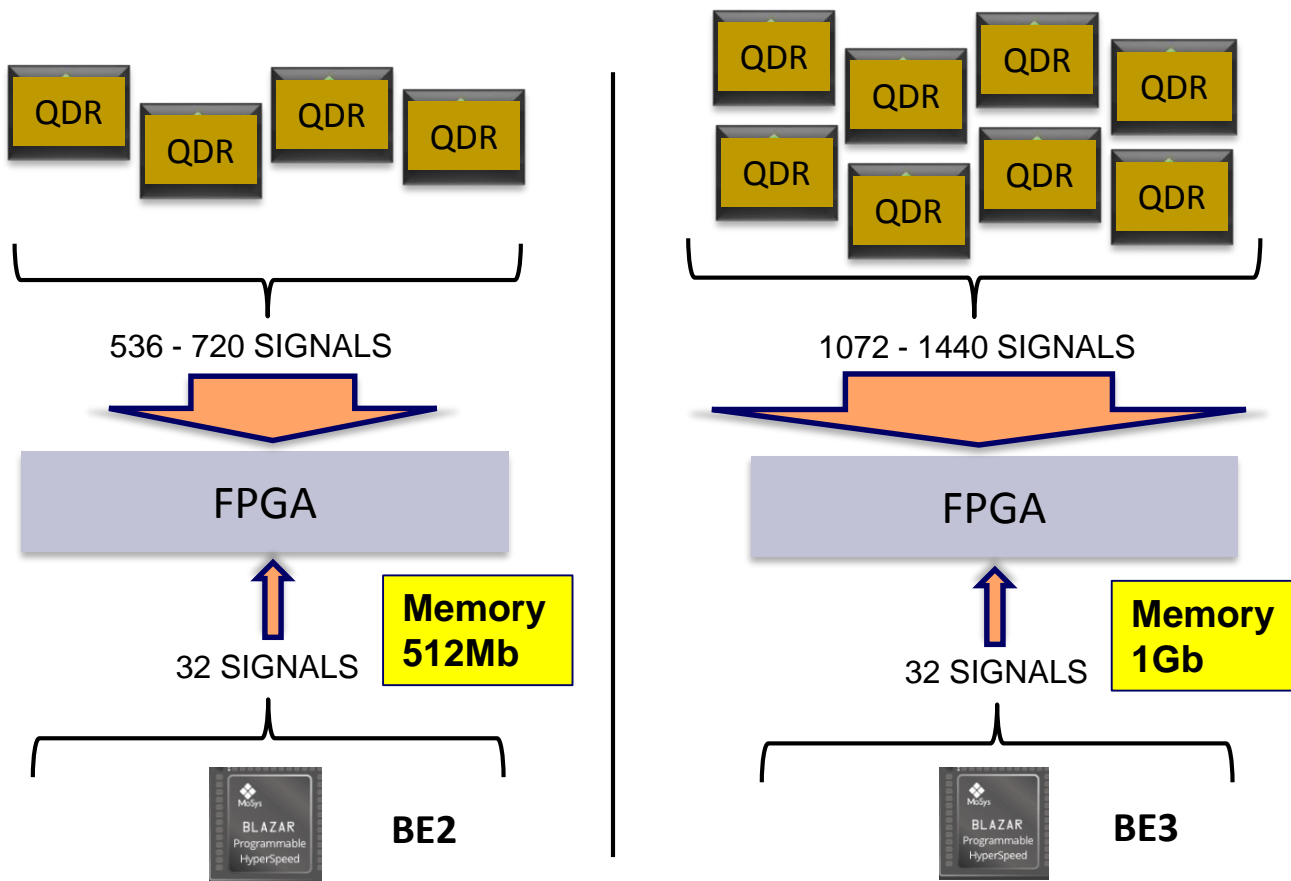 QDR
QDR
QDR
QDR
536 - 720 SIGNALS
FPGA
Memory
512Mb
32 SIGNALS
MoSys
BLAZAR
Programmable
HyperSpeed
BE2
QDR
QDR
QDR
QDR
QDR
QDR
QDR
QDR
1072 - 1440 SIGNALS
FPGA
Memory
1Gb
32 SIGNALS
MoSys
BLAZAR
Programmable
HyperSpeed
BE3